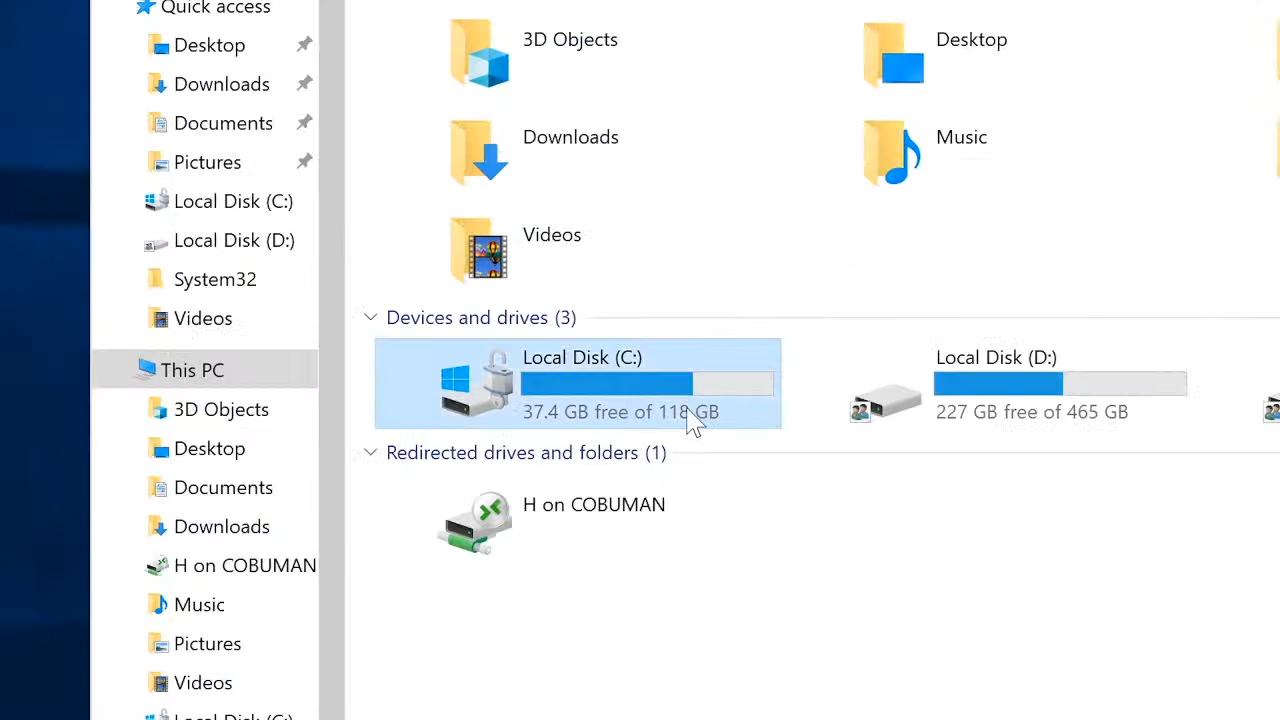 Quick access
Desktop
Downloads
Documents
Pictures
Local Disk (C:)
Local Disk (D:)
System32
Videos
This PC
3D Objects
Desktop
Documents
Downloads
H on COBUMAN
Music
Pictures
Videos
Local Disk (C:)
3D Objects
Desktop
Downloads
Music
Videos
Devices and drives (3)
Local Disk (C:)
37.4 GB free of 118 GB
Local Disk (D:)
227 GB free of 465 GB
Redirected drives and folders (1)
H on COBUMAN